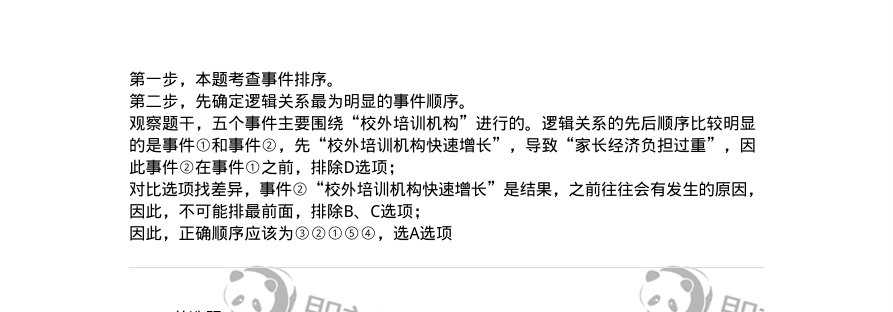 第一步，本题考查事件排序。
第二步，先确定逻辑关系最为明显的事件顺序。
观察题干，五个事件主要围绕“校外培训机构”进行的。逻辑关系的先后顺序比较明显
的是事件①和事件②，先“校外培训机构快速增长”，导致“家长经济负担过重”，因
此事件②在事件①之前，排除D选项；
对比选项找差异，事件②“校外培训机构快速增长”是结果，之前往往会有发生的原因，
因此，不可能排最前面，排除B、C选项；
因此，正确顺序应该为③②①⑤④，选A选项